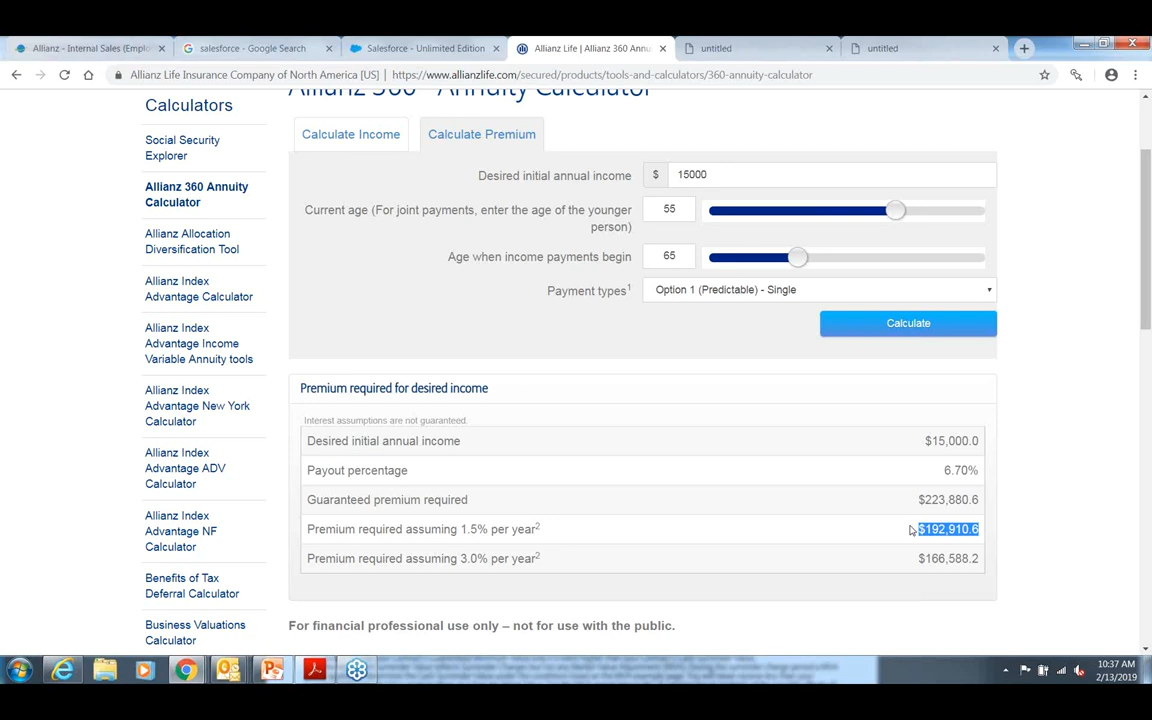 Allianz - Internal Sales (Emplo
salesforce - Google Search
Salesforce - Unlimited Edition
Allianz Life | Allianz 360 Annu
untitled
untitled
Allianz Life Insurance Company of North America [US] | https://www.allianzlife.com/secured/products/tools-and-calculators/360-annuity-calculator
Allianz 360 - Annuity Calculator
Calculators
Social Security
Explorer
Allianz 360 Annuity
Calculator
Allianz Allocation
Diversification Tool
Allianz Index
Advantage Calculator
Allianz Index
Advantage Income
Variable Annuity tools
Allianz Index
Advantage New York
Calculator
Allianz Index
Advantage ADV
Calculator
Allianz Index
Advantage NF
Calculator
Benefits of Tax
Deferral Calculator
Business Valuations
Calculator
Calculate Income
Calculate Premium
Desired initial annual income $ 15000
Current age (For joint payments, enter the age of the younger
person) 55
Age when income payments begin 65
Payment types1 Option 1 (Predictable) - Single
Calculate
Premium required for desired income
Interest assumptions are not guaranteed.
Desired initial annual income $15,000.0
Payout percentage 6.70%
Guaranteed premium required $223,880.6
Premium required assuming 1.5% per year2 $192,910.6
Premium required assuming 3.0% per year2 $166,588.2
For financial professional use only – not for use with the public.
10:37 AM
2/13/2019